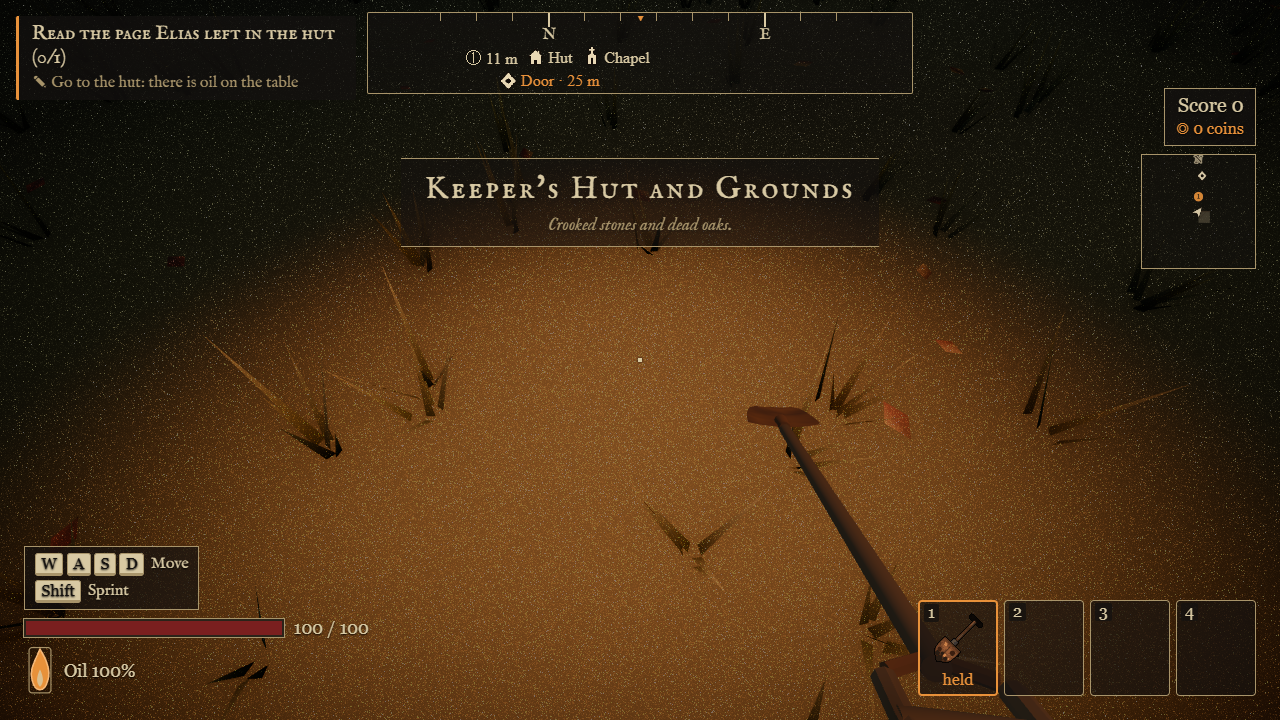 Read the page Elias left in the hut
(0/1)
Go to the hut: there is oil on the table
N
E
1 11 m Hut Chapel
Door · 25 m
Score 0
0 coins
Keeper's Hut and Grounds
Crooked stones and dead oaks.
1
W A S D Move
Shift Sprint
100 / 100
Oil 100%
1
2
3
4
held